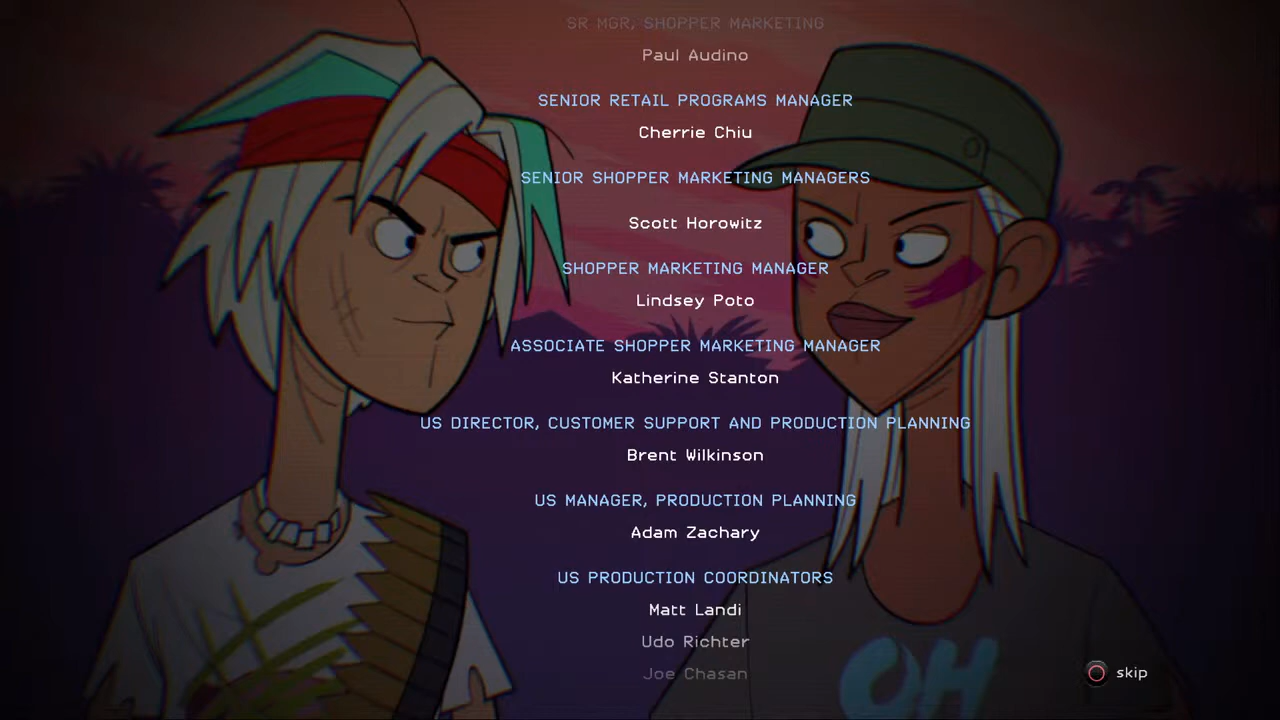 SR MGR, SHOPPER MARKETING
Paul Audino
SENIOR RETAIL PROGRAMS MANAGER
Cherrie Chiu
SENIOR SHOPPER MARKETING MANAGERS
Scott Horowitz
SHOPPER MARKETING MANAGER
Lindsey Poto
ASSOCIATE SHOPPER MARKETING MANAGER
Katherine Stanton
US DIRECTOR, CUSTOMER SUPPORT AND PRODUCTION PLANNING
Brent Wilkinson
US MANAGER, PRODUCTION PLANNING
Adam Zachary
US PRODUCTION COORDINATORS
Matt Landi
Udo Richter
Joe Chasan
OH
skip